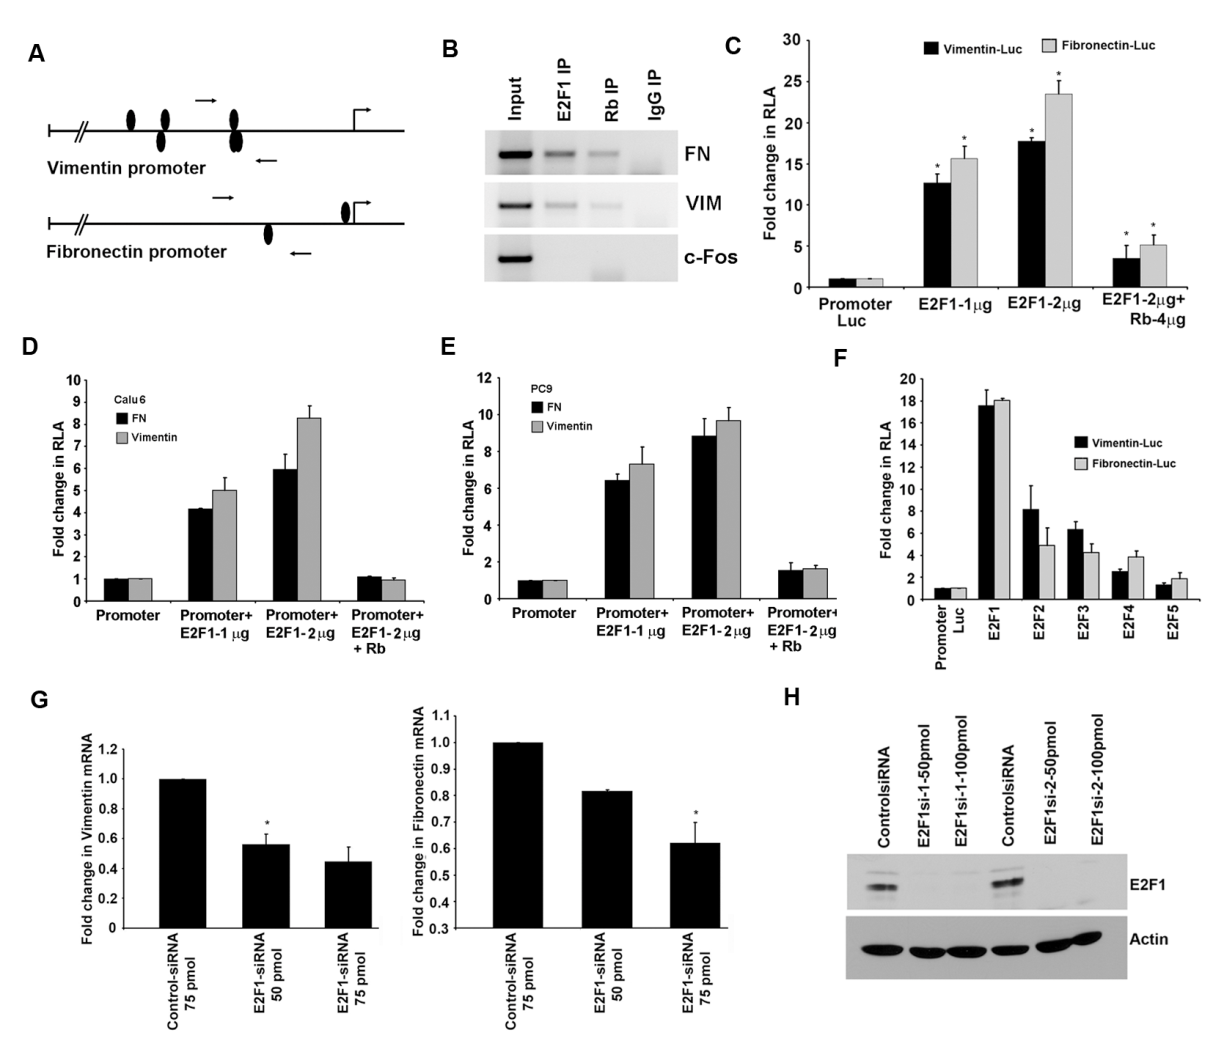 A
Vimentin promoter
Fibronectin promoter
B
Input
E2F1 IP
Rb IP
IgG IP
FN
VIM
c-Fos
C
Fold change in RLA
30
25
20
15
10
5
0
Vimentin-Luc
Fibronectin-Luc
*
*
*
*
*
*
Promoter
Luc
E2F1-1µg
E2F1-2µg
E2F1-2µg+
Rb-4µg
D
Fold change in RLA
10
9
8
7
6
5
4
3
2
1
0
Calu 6
FN
Vimentin
Promoter
Promoter+
E2F1-1 µg
Promoter+
E2F1-2µg
Promoter+
E2F1-2µg
+ Rb
E
Fold change in RLA
12
10
8
6
4
2
0
PC9
FN
Vimentin
Promoter
Promoter+
E2F1-1 µg
Promoter+
E2F1-2µg
Promoter+
E2F1-2µg
+ Rb
F
Fold change in RLA
20
18
16
14
12
10
8
6
4
2
0
Vimentin-Luc
Fibronectin-Luc
Promoter
Luc
E2F1
E2F2
E2F3
E2F4
E2F5
G
Fold change in Vimentin mRNA
1.2
1.0
0.8
0.6
0.4
0.2
0
*
Control-siRNA
75 pmol
E2F1-siRNA
50 pmol
E2F1-siRNA
75 pmol
Fold change in Fibronectin mRNA
1.1
1.0
0.9
0.8
0.7
0.6
0.5
0.4
0.3
*
Control-siRNA
75 pmol
E2F1-siRNA
50 pmol
E2F1-siRNA
75 pmol
H
ControlsiRNA
E2F1si-1-50pmol
E2F1si-1-100pmol
ControlsiRNA
E2F1si-2-50pmol
E2F1si-2-100pmol
E2F1
Actin